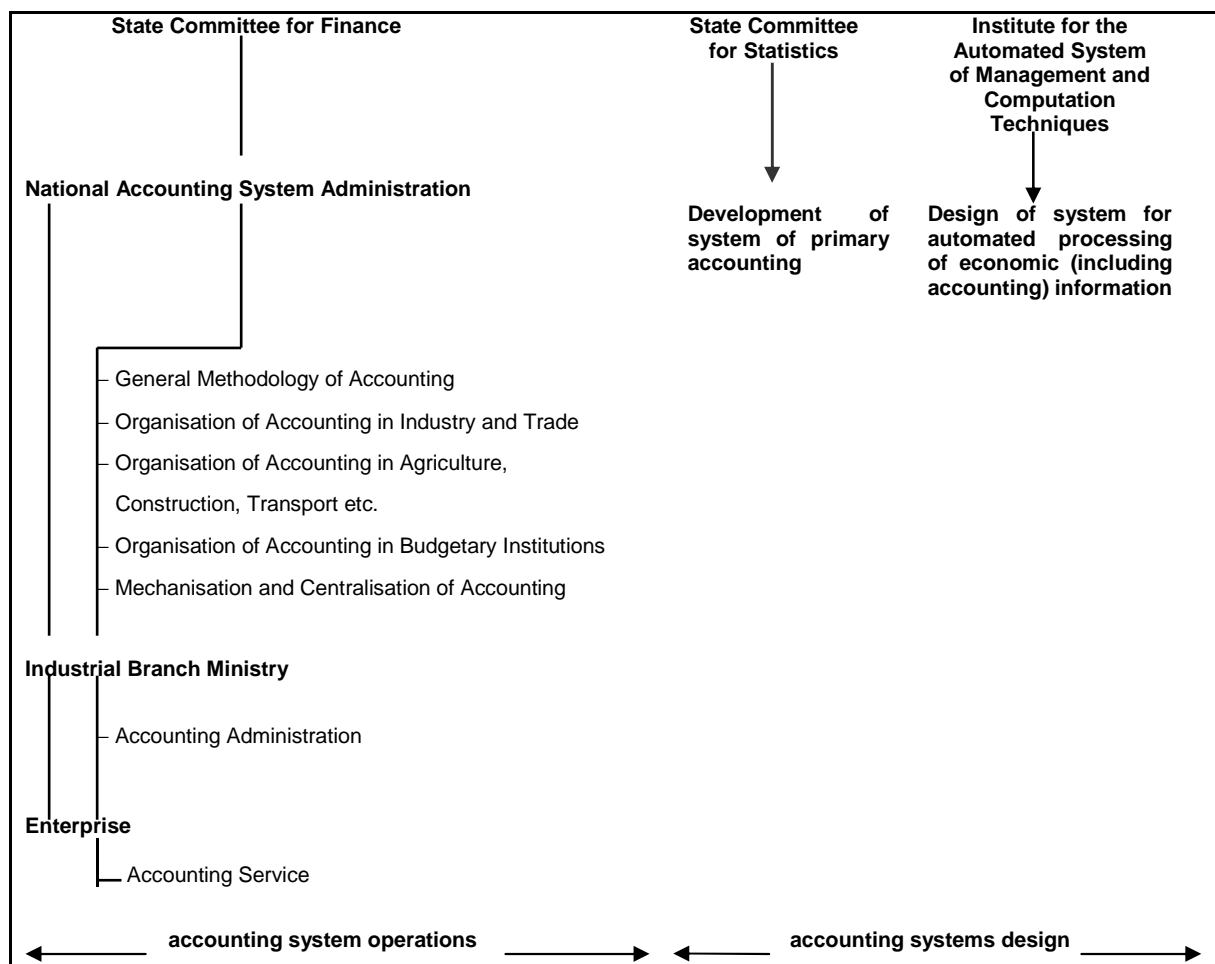 State Committee for Finance
State Committee
for Statistics
Institute for the
Automated System
of Management and
Computation
Techniques
National Accounting System Administration
Development of
system of primary
accounting
Design of system for
automated processing
of economic (including
accounting) information
– General Methodology of Accounting
– Organisation of Accounting in Industry and Trade
– Organisation of Accounting in Agriculture,
Construction, Transport etc.
– Organisation of Accounting in Budgetary Institutions
– Mechanisation and Centralisation of Accounting
Industrial Branch Ministry
– Accounting Administration
Enterprise
Accounting Service
accounting system operations
accounting systems design